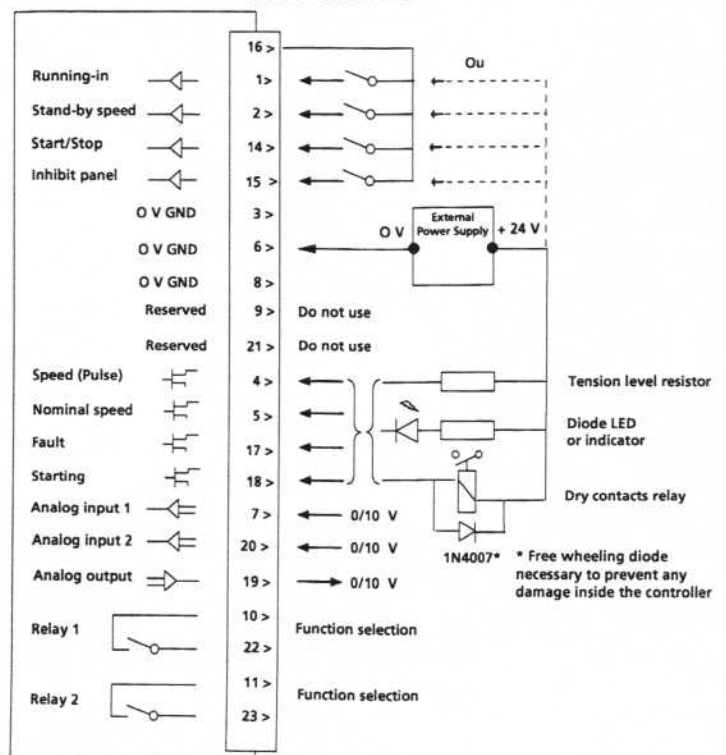 16 >
Ou
Running-in 1>
Stand-by speed 2 >
Start/Stop 14 >
Inhibit panel 15 >
O V GND 3 >
External
Power Supply
O V + 24 V
O V GND 6 >
O V GND 8 >
Reserved 9 > Do not use
Reserved 21 > Do not use
Speed (Pulse) 4 > Tension level resistor
Nominal speed 5 > Diode LED
or indicator
Fault 17 >
Starting 18 > Dry contacts relay
Analog input 1 7 > 0/10 V
Analog input 2 20 > 0/10 V
1N4007* * Free wheeling diode
necessary to prevent any
damage inside the controller
Analog output 19 > 0/10 V
10 >
Relay 1 Function selection
22 >
11 >
Relay 2 Function selection
23 >